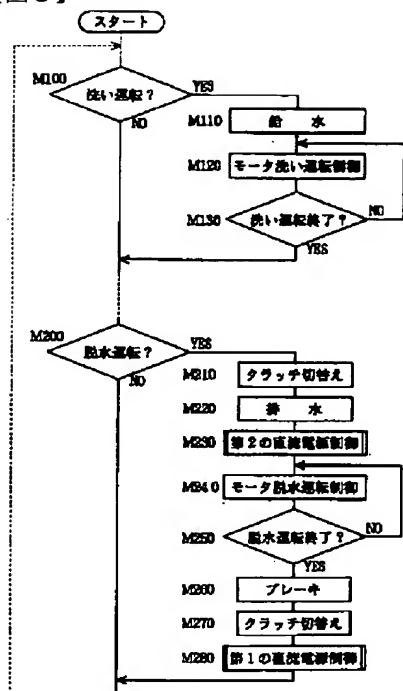 スタート
M100
洗い運転？
YES
NO
M110
給 水
M120
モータ洗い運転制御
M130
洗い運転終了？
NO
YES
M200
脱水運転？
YES
NO
M210
クラッチ切替え
M220
排 水
M230
第2の直流電源制御
M240
モータ脱水運転制御
M250
脱水運転終了？
NO
YES
M260
ブレーキ
M270
クラッチ切替え
M280
第1の直流電源制御